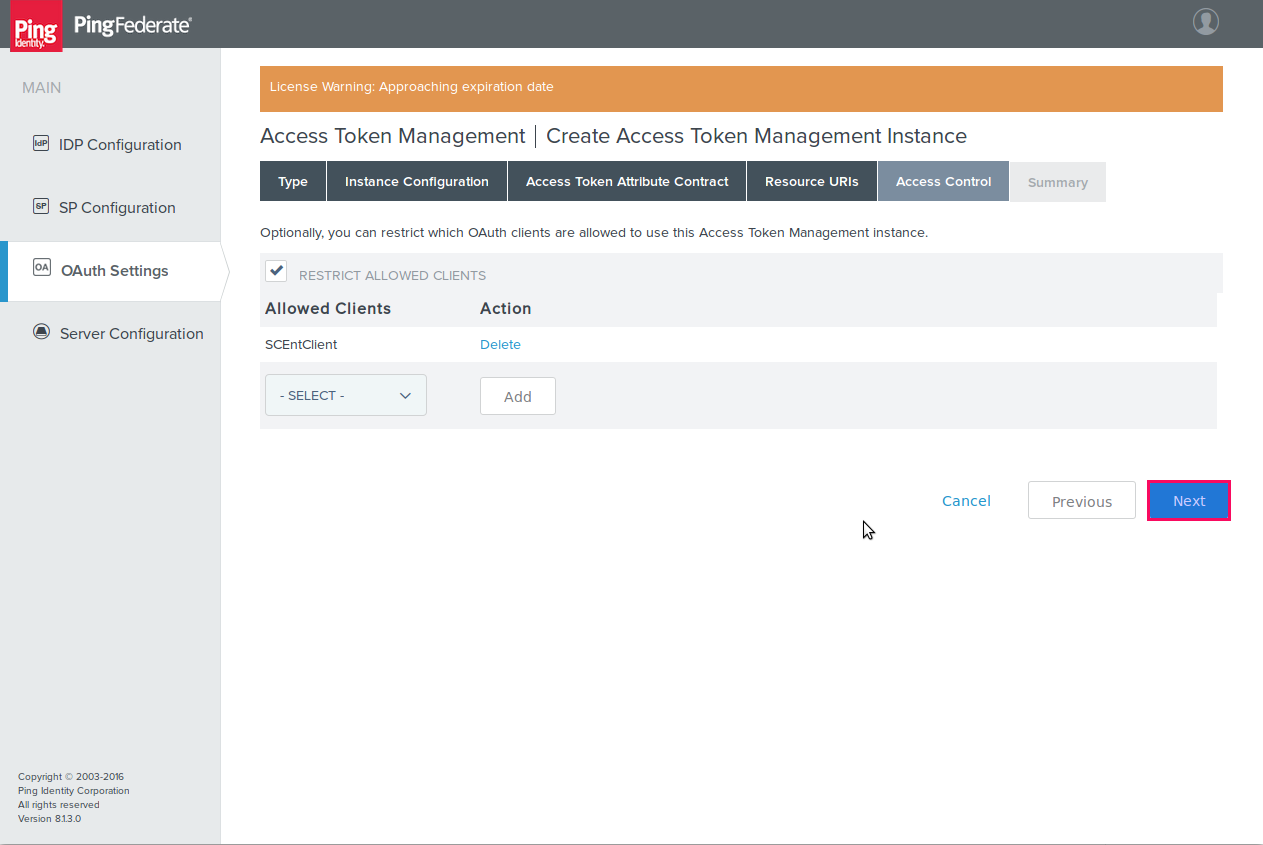 Ping
Identity.
PingFederate®
MAIN
IdP IDP Configuration
SP SP Configuration
OA OAuth Settings
Server Configuration
License Warning: Approaching expiration date
Access Token Management | Create Access Token Management Instance
Type Instance Configuration Access Token Attribute Contract Resource URIs Access Control Summary
Optionally, you can restrict which OAuth clients are allowed to use this Access Token Management instance.
RESTRICT ALLOWED CLIENTS
Allowed Clients Action
SCEntClient Delete
- SELECT - Add
Cancel Previous Next
Copyright © 2003-2016
Ping Identity Corporation
All rights reserved
Version 8.1.3.0